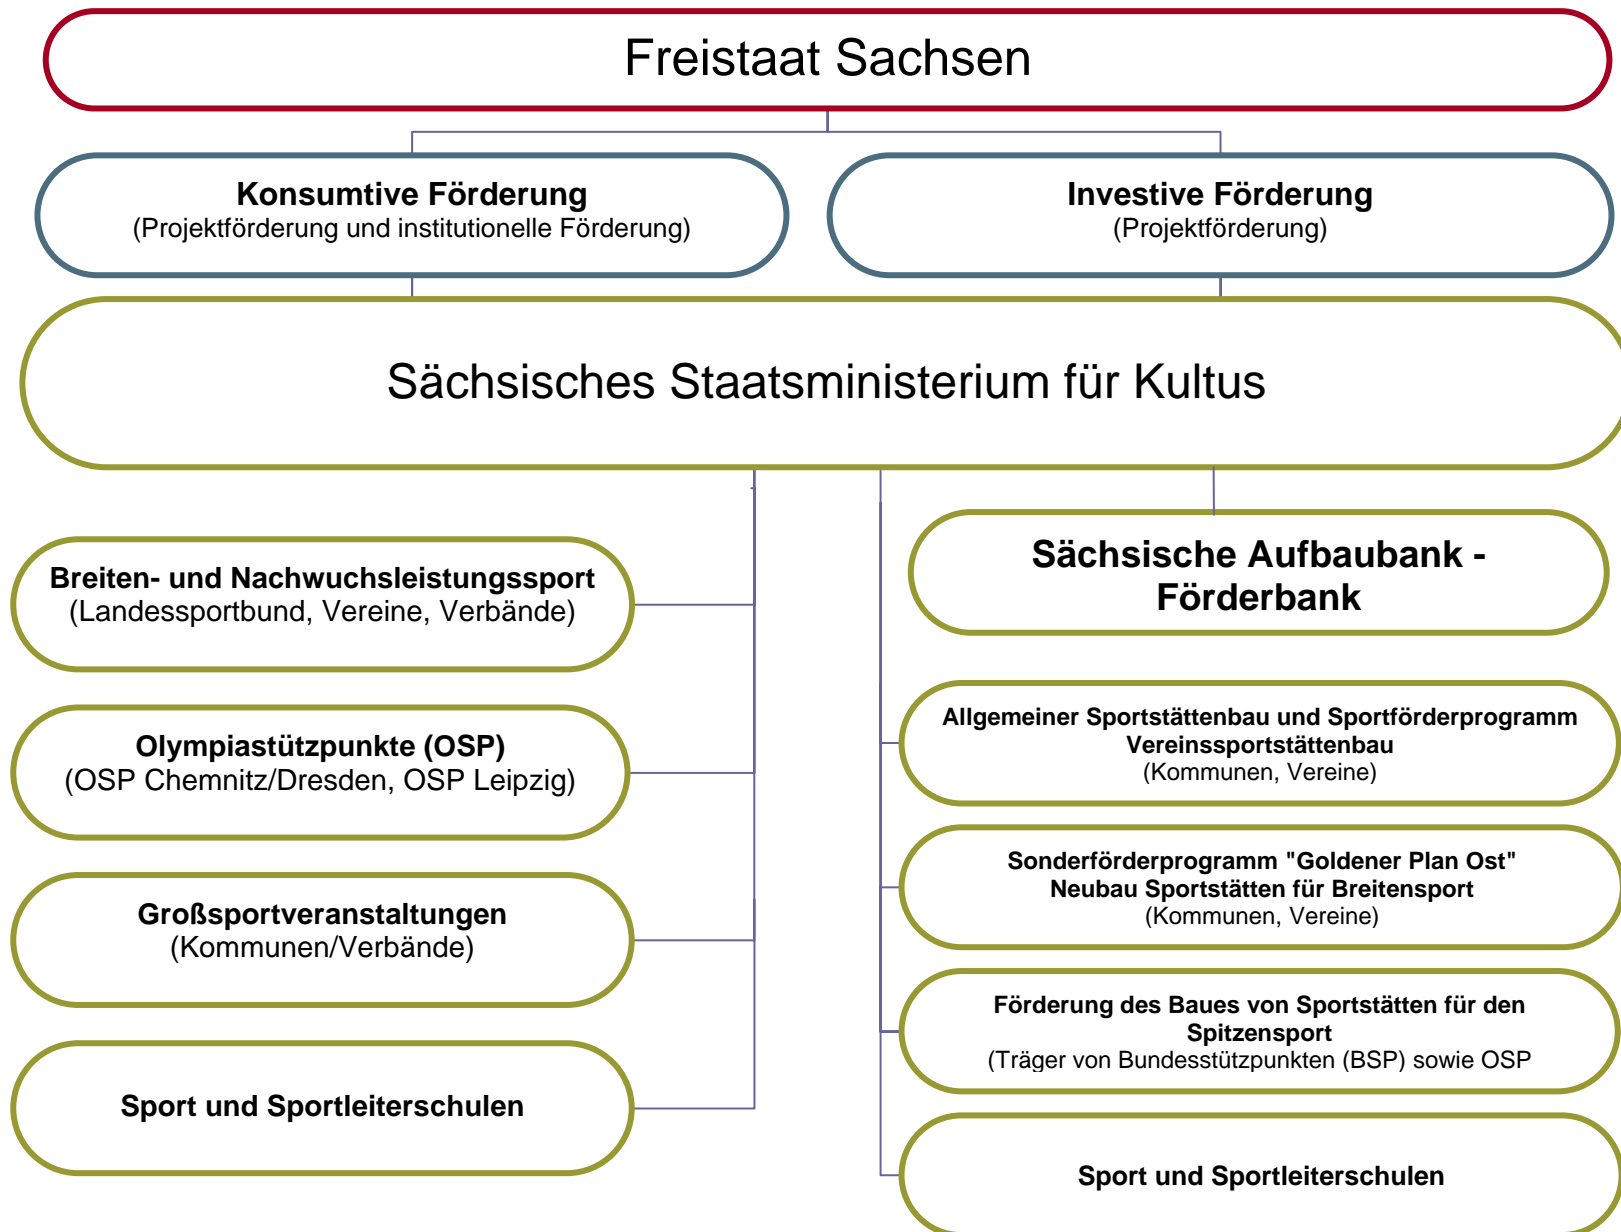 Freistaat Sachsen
Konsumtive Förderung
(Projektförderung und institutionelle Förderung)
Investive Förderung
(Projektförderung)
Sächsisches Staatsministerium für Kultus
Breiten- und Nachwuchsleistungssport
(Landessportbund, Vereine, Verbände)
Olympiastützpunkte (OSP)
(OSP Chemnitz/Dresden, OSP Leipzig)
Großsportveranstaltungen
(Kommunen/Verbände)
Sport und Sportleiterschulen
Sächsische Aufbaubank -
Förderbank
Allgemeiner Sportstättenbau und Sportförderprogramm
Vereinssportstättenbau
(Kommunen, Vereine)
Sonderförderprogramm "Goldener Plan Ost"
Neubau Sportstätten für Breitensport
(Kommunen, Vereine)
Förderung des Baues von Sportstätten für den
Spitzensport
(Träger von Bundesstützpunkten (BSP) sowie OSP
Sport und Sportleiterschulen